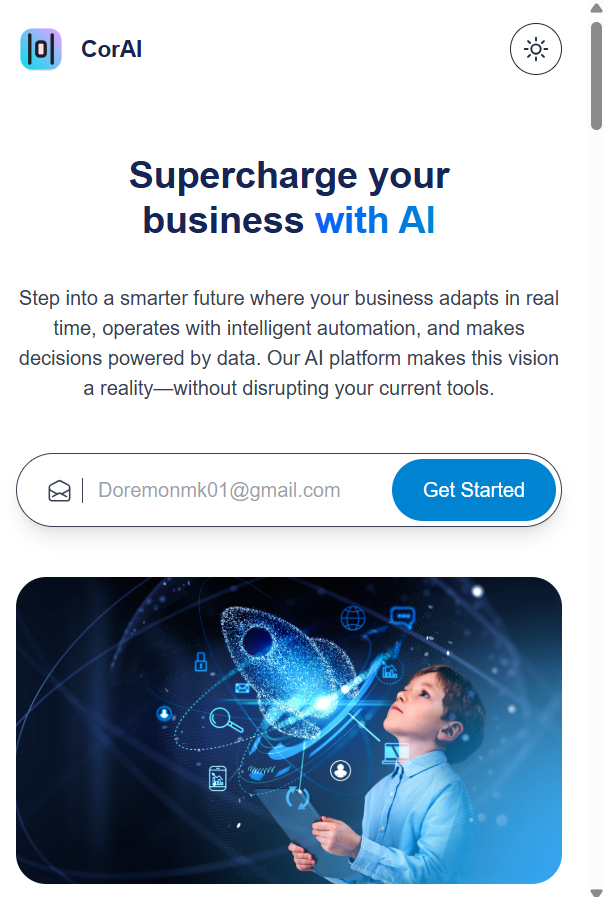 CorAI
Supercharge your
business with AI
Step into a smarter future where your business adapts in real
time, operates with intelligent automation, and makes
decisions powered by data. Our AI platform makes this vision
a reality—without disrupting your current tools.
Doremonmk01@gmail.com
Get Started